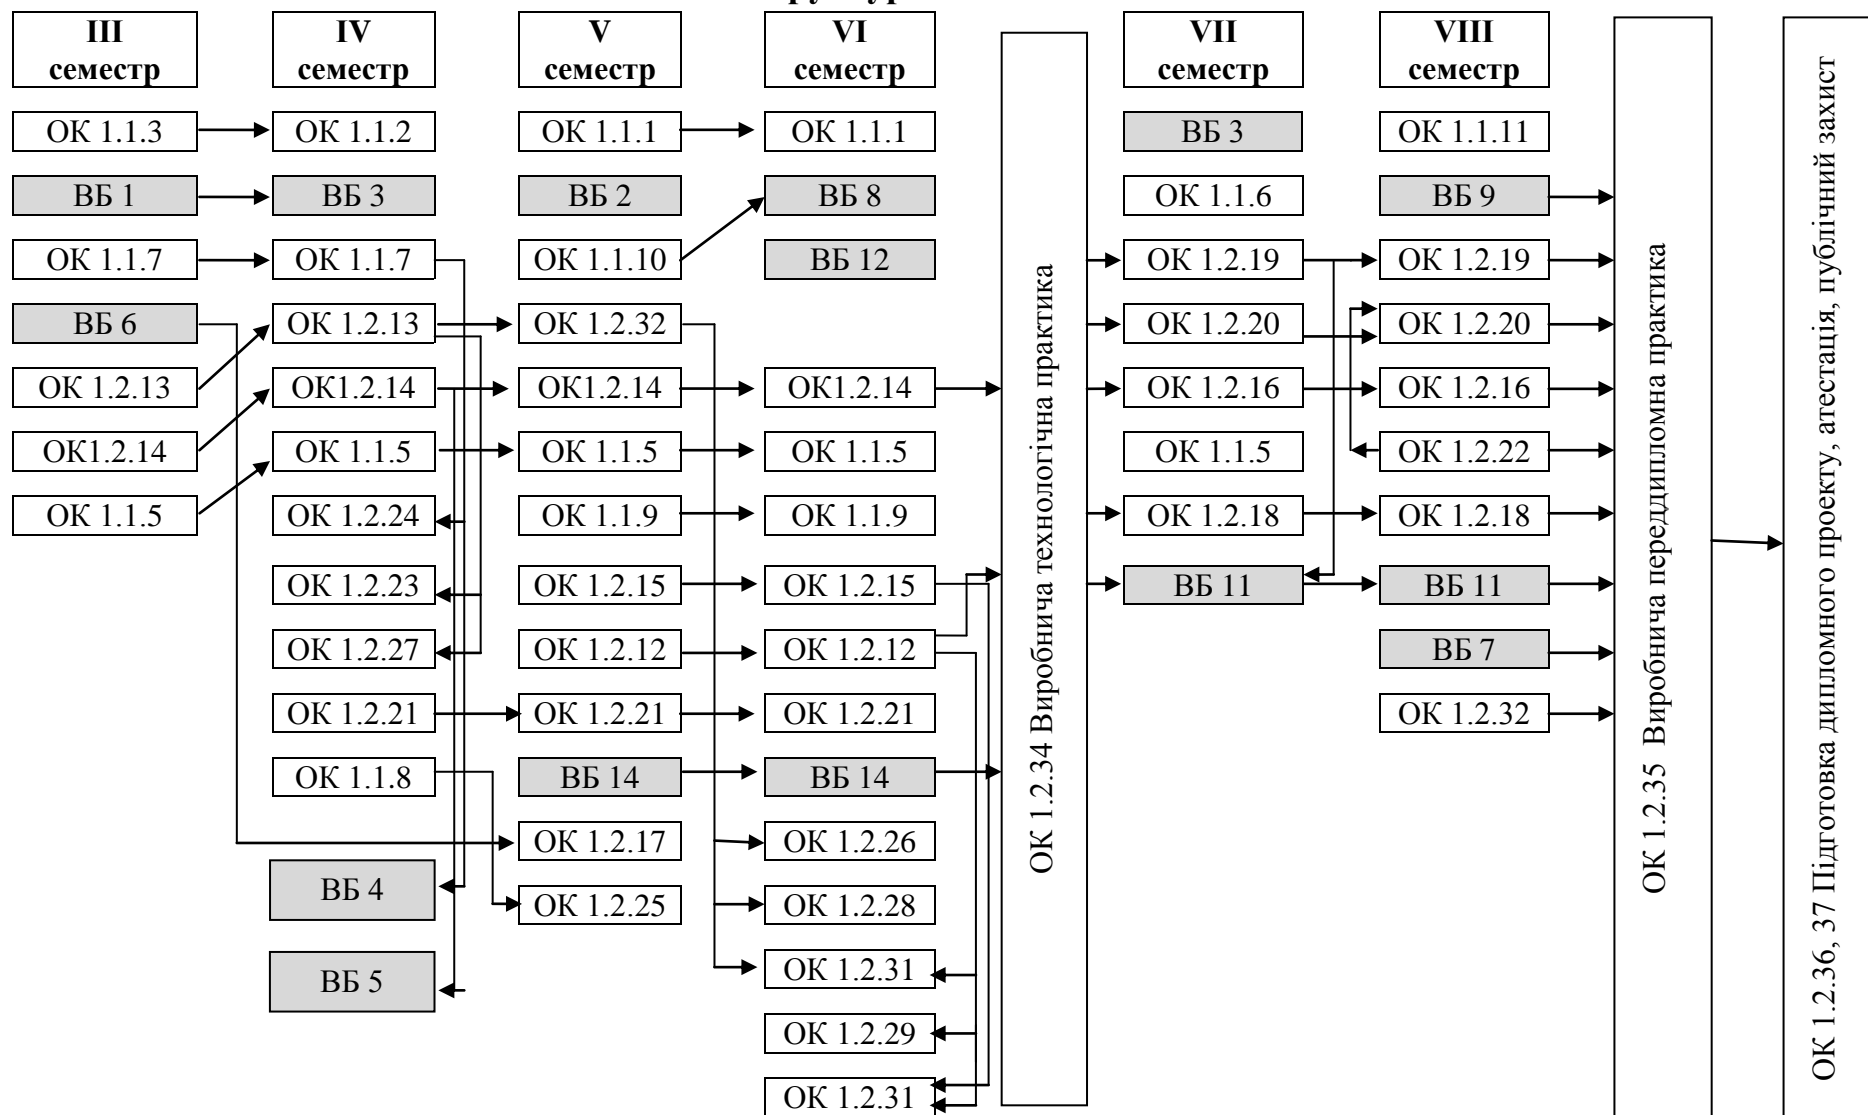 III
семестр
IV
семестр
V
семестр
VI
семестр
VII
семестр
VIII
семестр
ОК 1.1.3
ОК 1.1.2
ОК 1.1.1
ОК 1.1.1
ВБ 3
ОК 1.1.11
ВБ 1
ВБ 3
ВБ 2
ВБ 8
ОК 1.1.6
ВБ 9
ОК 1.1.7
ОК 1.1.7
ОК 1.1.10
ВБ 12
ОК 1.2.19
ОК 1.2.19
ВБ 6
ОК 1.2.13
ОК 1.2.32
ОК 1.2.20
ОК 1.2.20
ОК 1.2.13
ОК1.2.14
ОК1.2.14
ОК1.2.14
ОК 1.2.16
ОК 1.2.16
ОК1.2.14
ОК 1.1.5
ОК 1.1.5
ОК 1.1.5
ОК 1.1.5
ОК 1.2.22
ОК 1.1.5
ОК 1.2.24
ОК 1.1.9
ОК 1.1.9
ОК 1.2.18
ОК 1.2.18
ОК 1.2.23
ОК 1.2.15
ОК 1.2.15
ВБ 11
ВБ 11
ОК 1.2.27
ОК 1.2.12
ОК 1.2.12
ВБ 7
ОК 1.2.21
ОК 1.2.21
ОК 1.2.21
ОК 1.2.32
ОК 1.1.8
ВБ 14
ВБ 14
ОК 1.2.17
ОК 1.2.26
ВБ 4
ОК 1.2.25
ОК 1.2.28
ВБ 5
ОК 1.2.31
ОК 1.2.29
ОК 1.2.31
ОК 1.2.34 Виробнича технологічна практика
ОК 1.2.35 Виробнича переддипломна практика
ОК 1.2.36, 37 Підготовка дипломного проекту, атестація, публічний захист